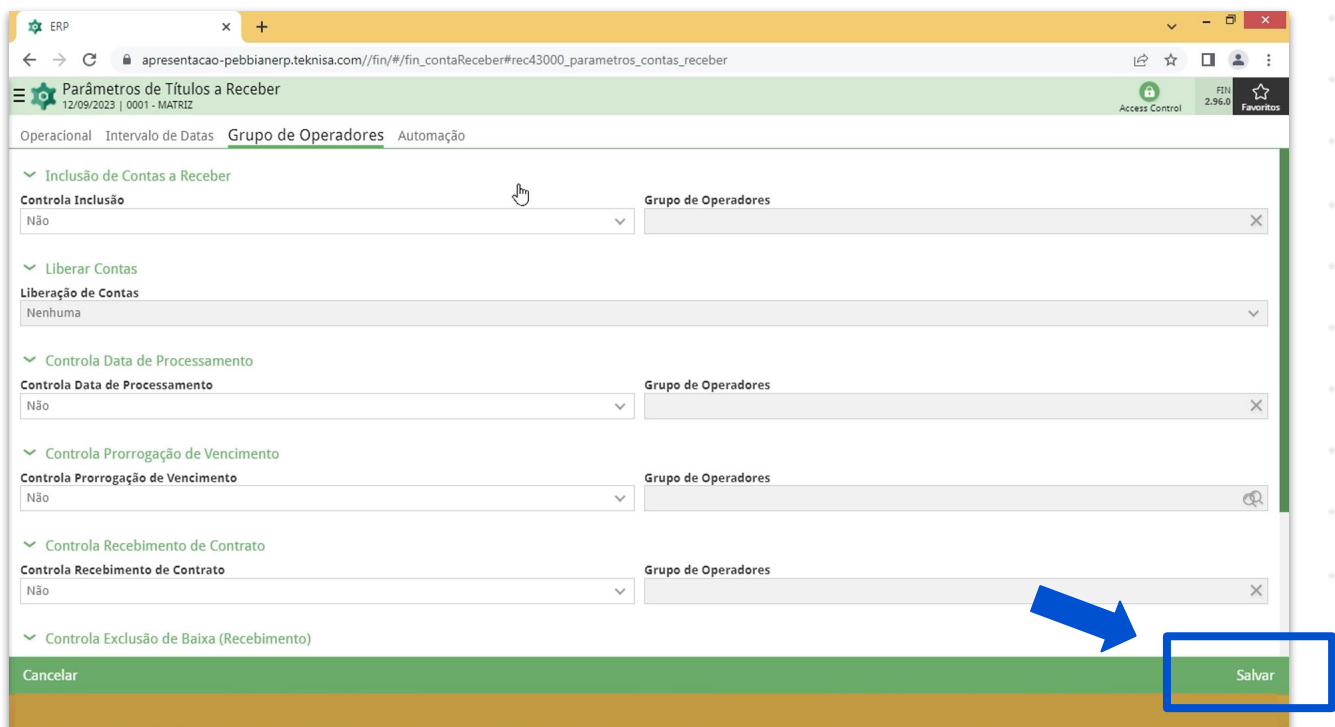 ERP
apresentacao-pebbianerp.teknisa.com//fin/#/fin_contaReceber#rec43000_parametros_contas_receber
Parâmetros de Títulos a Receber
12/09/2023 | 0001 - MATRIZ
Access Control
FIN
2.96.0
Favoritos
Operacional Intervalo de Datas Grupo de Operadores Automação
Inclusão de Contas a Receber
Controla Inclusão Grupo de Operadores
Não
Liberar Contas
Liberação de Contas
Nenhuma
Controla Data de Processamento
Controla Data de Processamento Grupo de Operadores
Não
Controla Prorrogação de Vencimento
Controla Prorrogação de Vencimento Grupo de Operadores
Não
Controla Recebimento de Contrato
Controla Recebimento de Contrato Grupo de Operadores
Não
Controla Exclusão de Baixa (Recebimento)
Cancelar Salvar